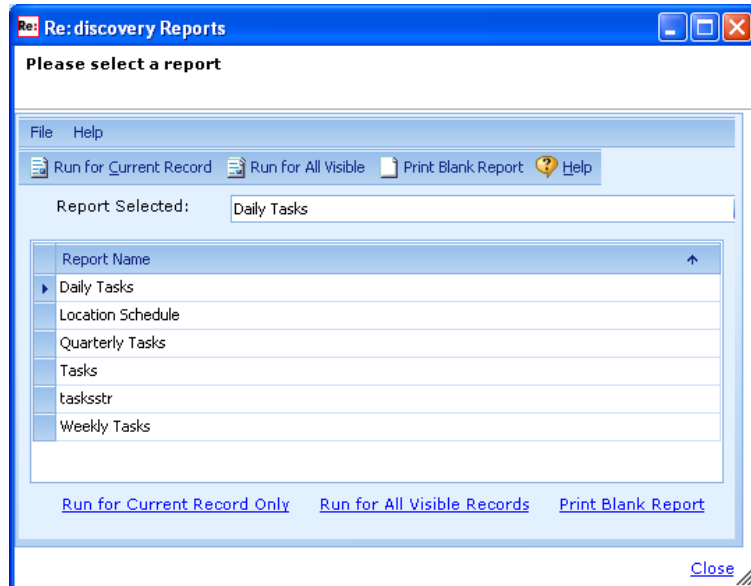 Re: Re:discovery Reports
Please select a report
File Help
Run for Current Record Run for All Visible Print Blank Report Help
Report Selected: Daily Tasks
Report Name
Daily Tasks
Location Schedule
Quarterly Tasks
Tasks
tasksstr
Weekly Tasks
Run for Current Record Only Run for All Visible Records Print Blank Report
Close